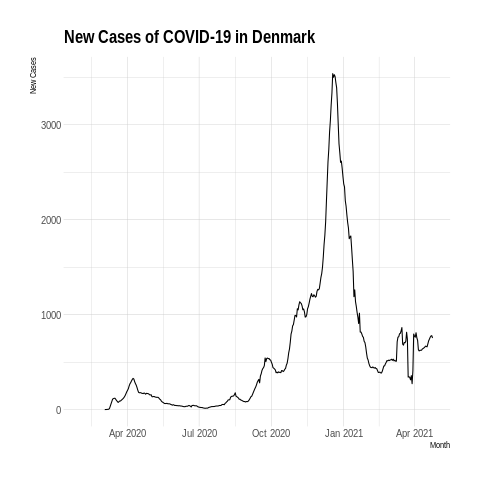 New Cases of COVID-19 in Denmark
New Cases
3000
2000
1000
0
Apr 2020 Jul 2020 Oct 2020 Jan 2021 Apr 2021
Month